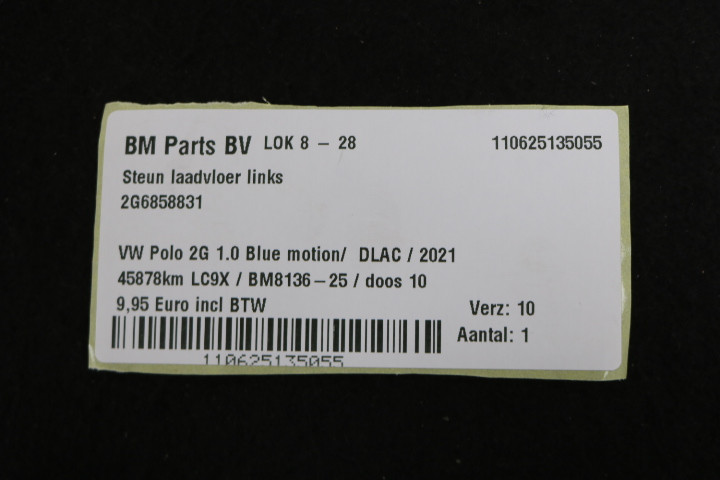 BM Parts BV LOK 8 - 28 110625135055
Steun laadvloer links
2G6858831
VW Polo 2G 1.0 Blue motion/ DLAC / 2021
45878km LC9X / BM8136-25 / doos 10
9,95 Euro incl BTW Verz: 10
Aantal: 1
110625135055